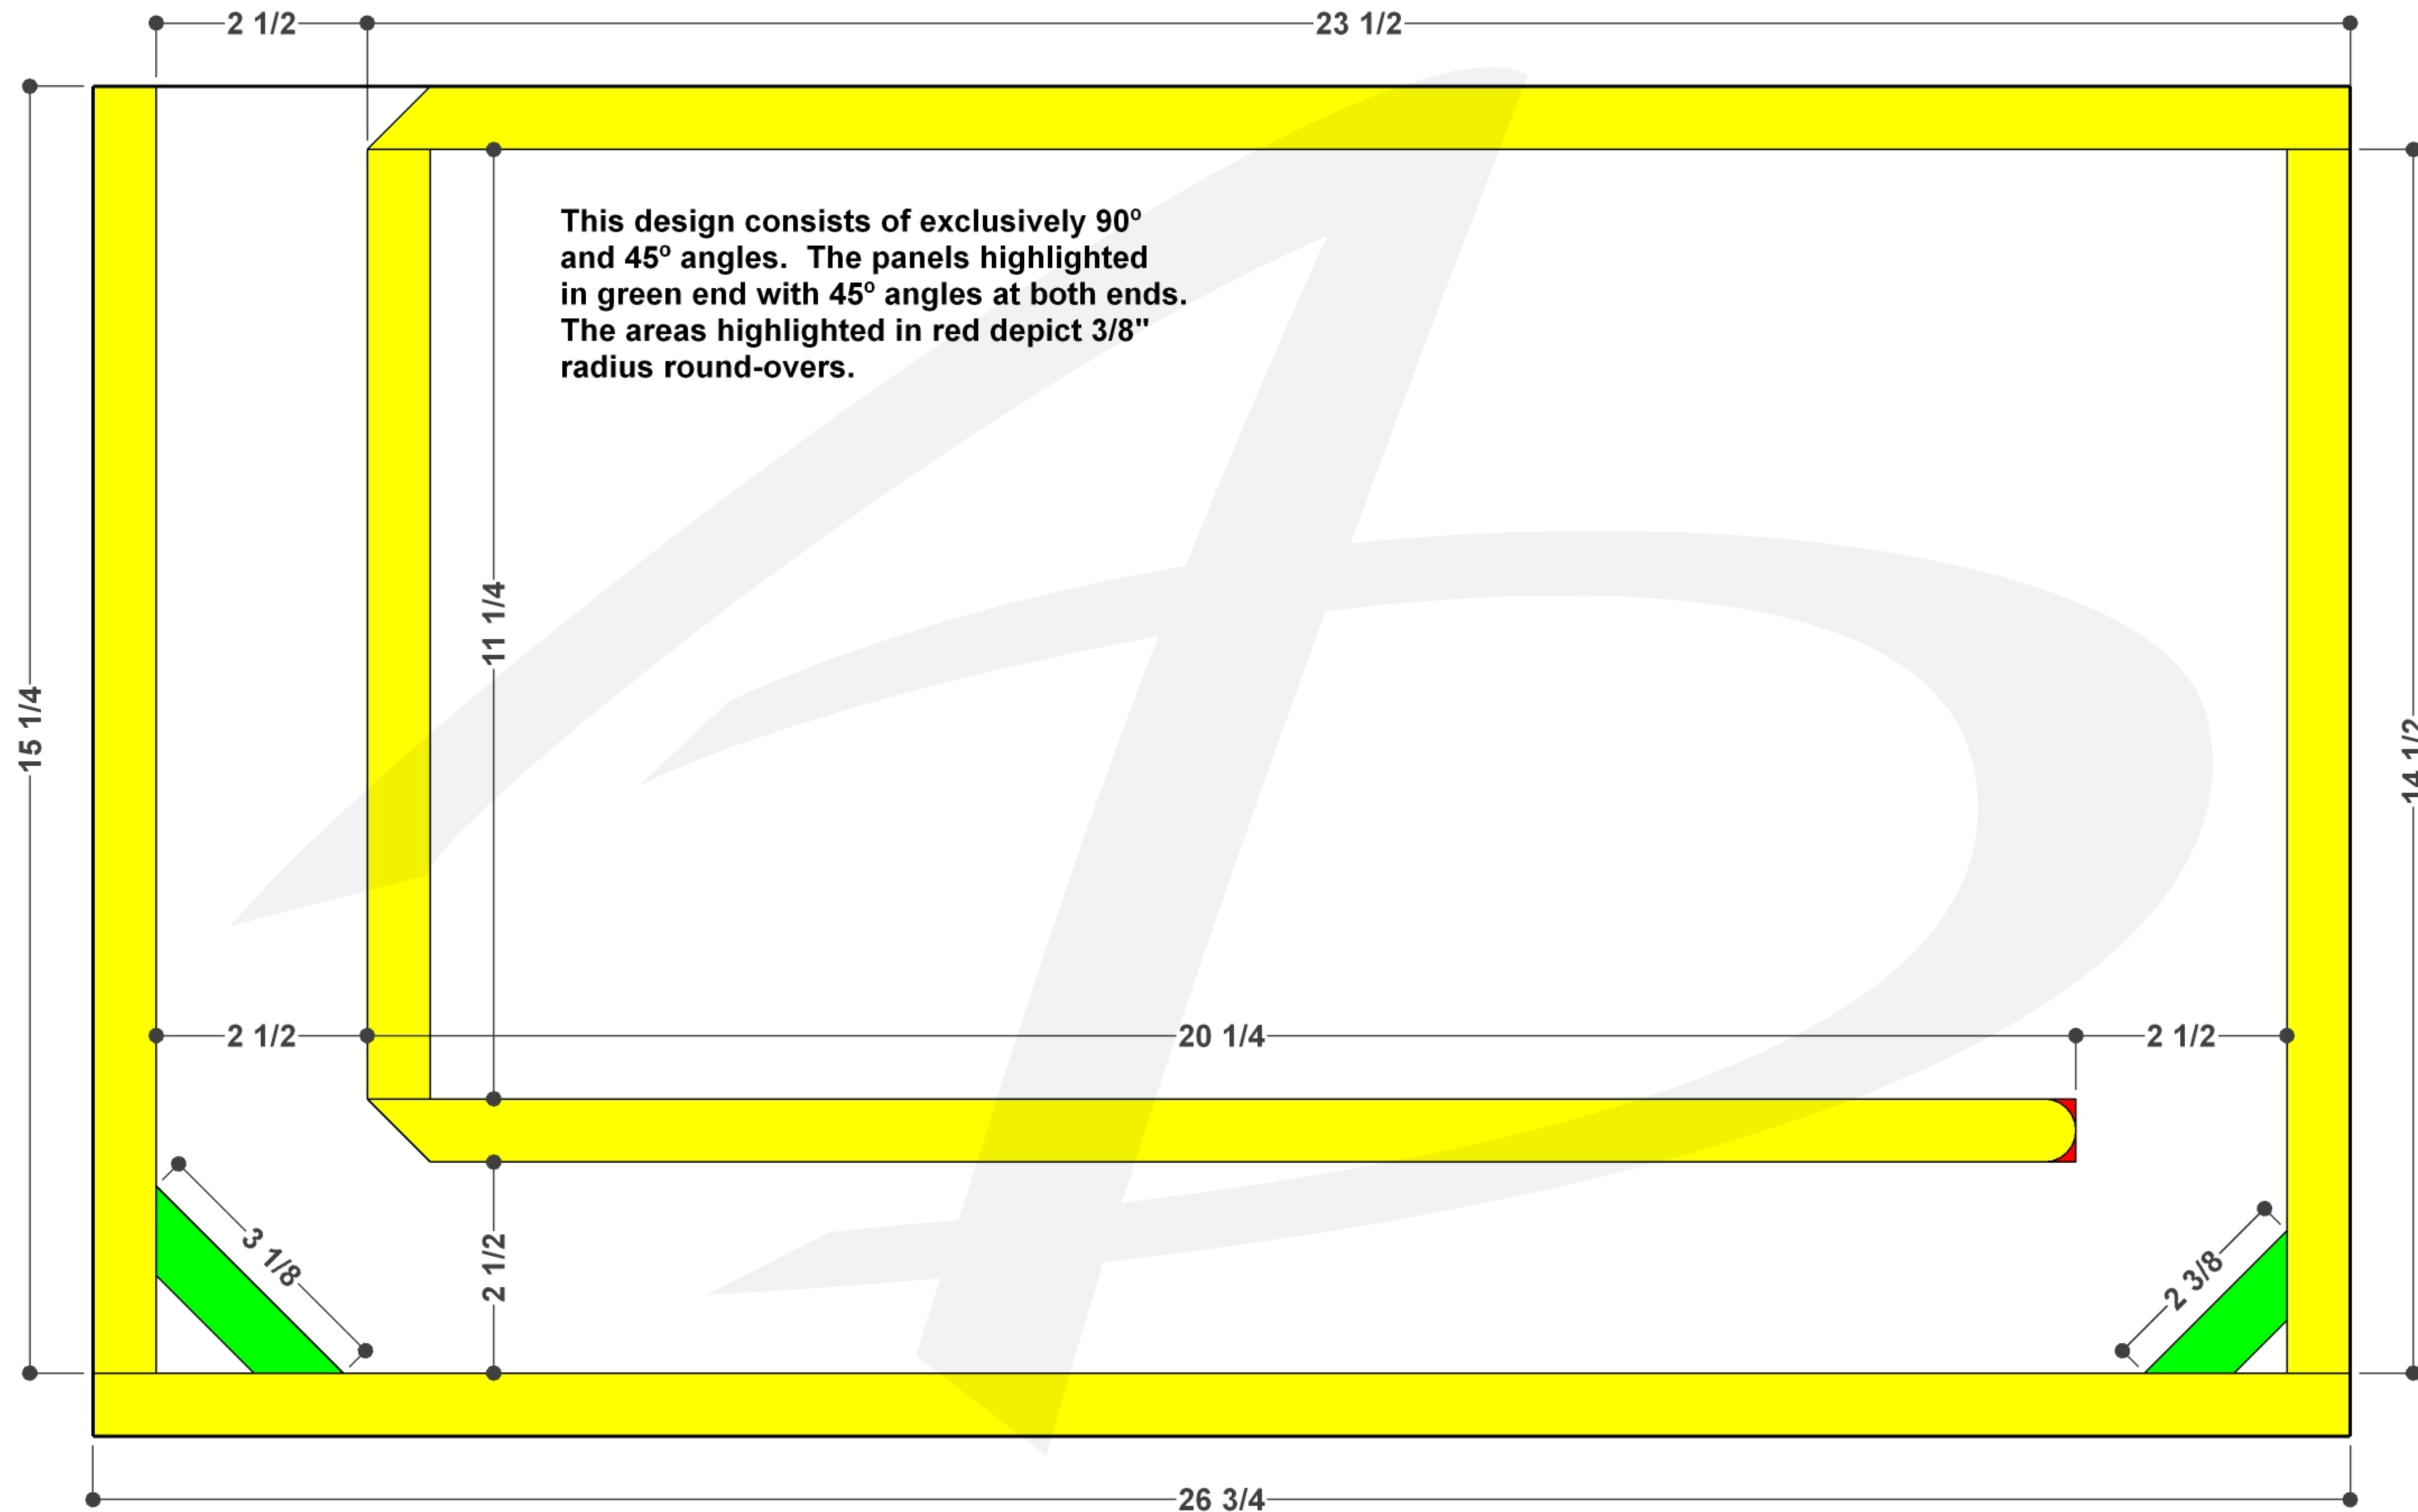 2 1/2
23 1/2
This design consists of exclusively 90º
and 45º angles.  The panels highlighted
in green end with 45º angles at both ends.
The areas highlighted in red depict 3/8"
radius round-overs.
11 1/4
15 1/4
14 1/2
2 1/2
20 1/4
2 1/2
3 1/8
2 1/2
2 3/8
26 3/4